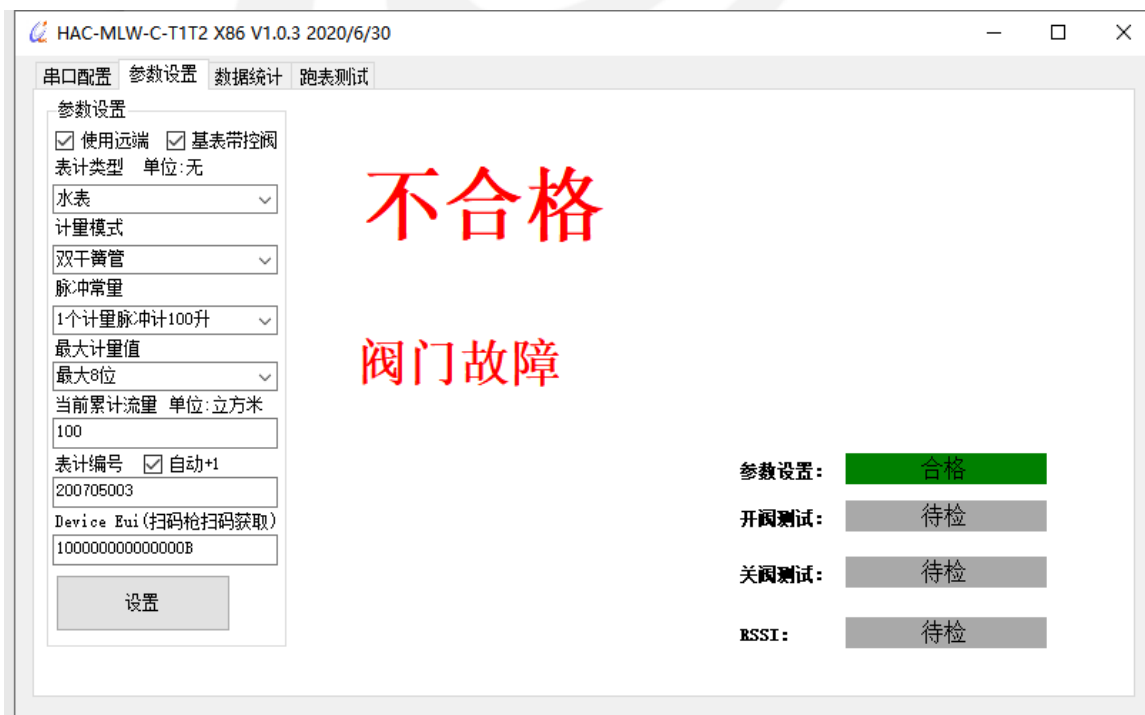 HAC-MLW-C-T1T2 X86 V1.0.3 2020/6/30
串口配置 参数设置 数据统计 跑表测试
参数设置
使用远端 基表带控阀
表计类型 单位:无
水表
计量模式
双干簧管
脉冲常量
1个计量脉冲计100升
最大计量值
最大8位
当前累计流量 单位:立方米
100
表计编号 自动+1
200705003
Device Eui(扫码枪扫码获取)
100000000000000B
设置
不合格
阀门故障
参数设置: 合格
开阀测试: 待检
关阀测试: 待检
RSSI: 待检